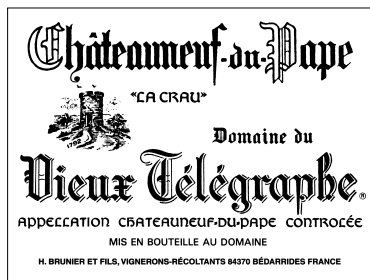 Châteauneuf-du-Pape
"LA CRAU"
1792
Domaine du
Vieux Télégraphe®
APPELLATION CHATEAUNEUF-DU-PAPE CONTROLÉE
MIS EN BOUTEILLE AU DOMAINE
H. BRUNIER ET FILS, VIGNERONS-RÉCOLTANTS 84370 BÉDARRIDES FRANCE